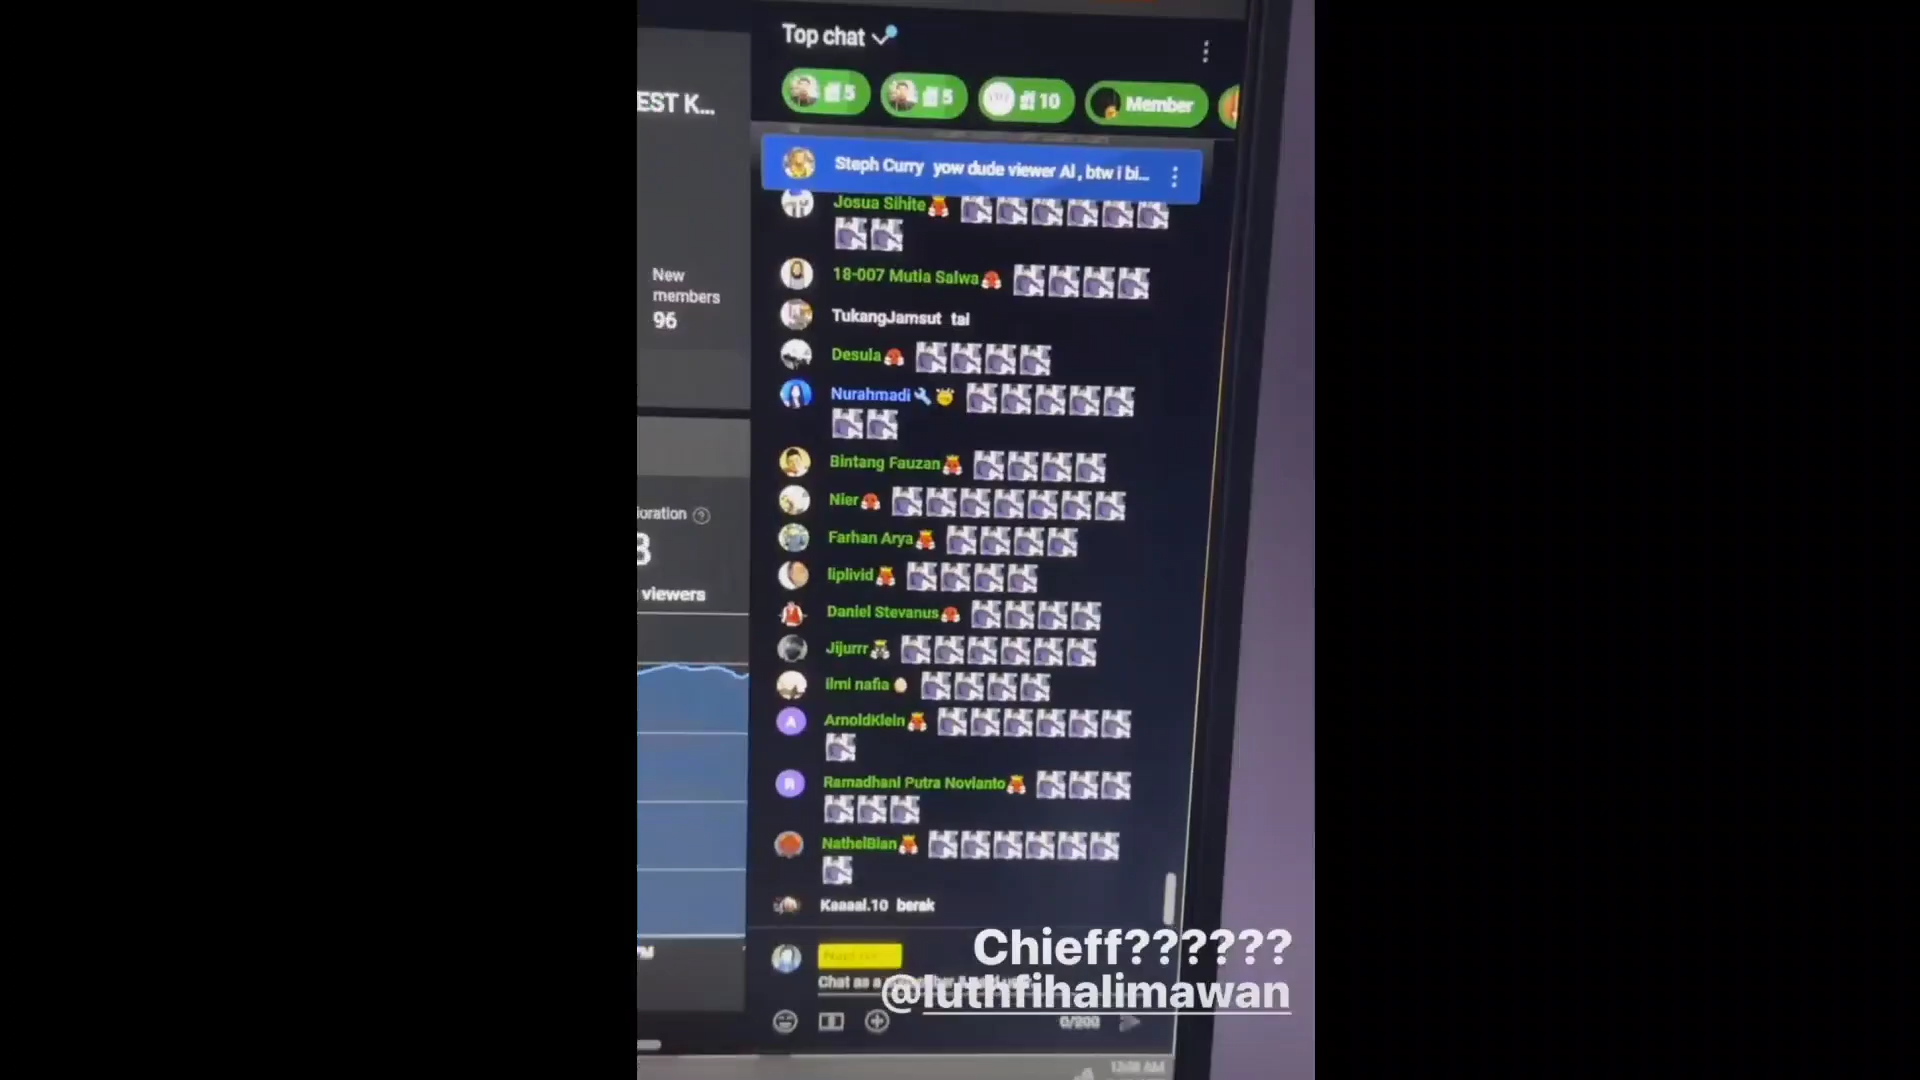 Top chat
5
5
10
Member
EST K...
Steph Curry yow dude viewer AI , btw i bi...
Josua Sihite
18-007 Mutia Salwa
New
members
96
TukangJamsut tai
Desula
Nurahmadi
Bintang Fauzan
Nier
Farhan Arya
liplivid
viewers
Daniel Stevanus
Jijurrr
ilmi nafia
A ArnoldKlein
R Ramadhani Putra Novianto
NathelBian
Kaaaal.10 berak
Chieff??????
Chat as a
@luthfihalimawan
0/200